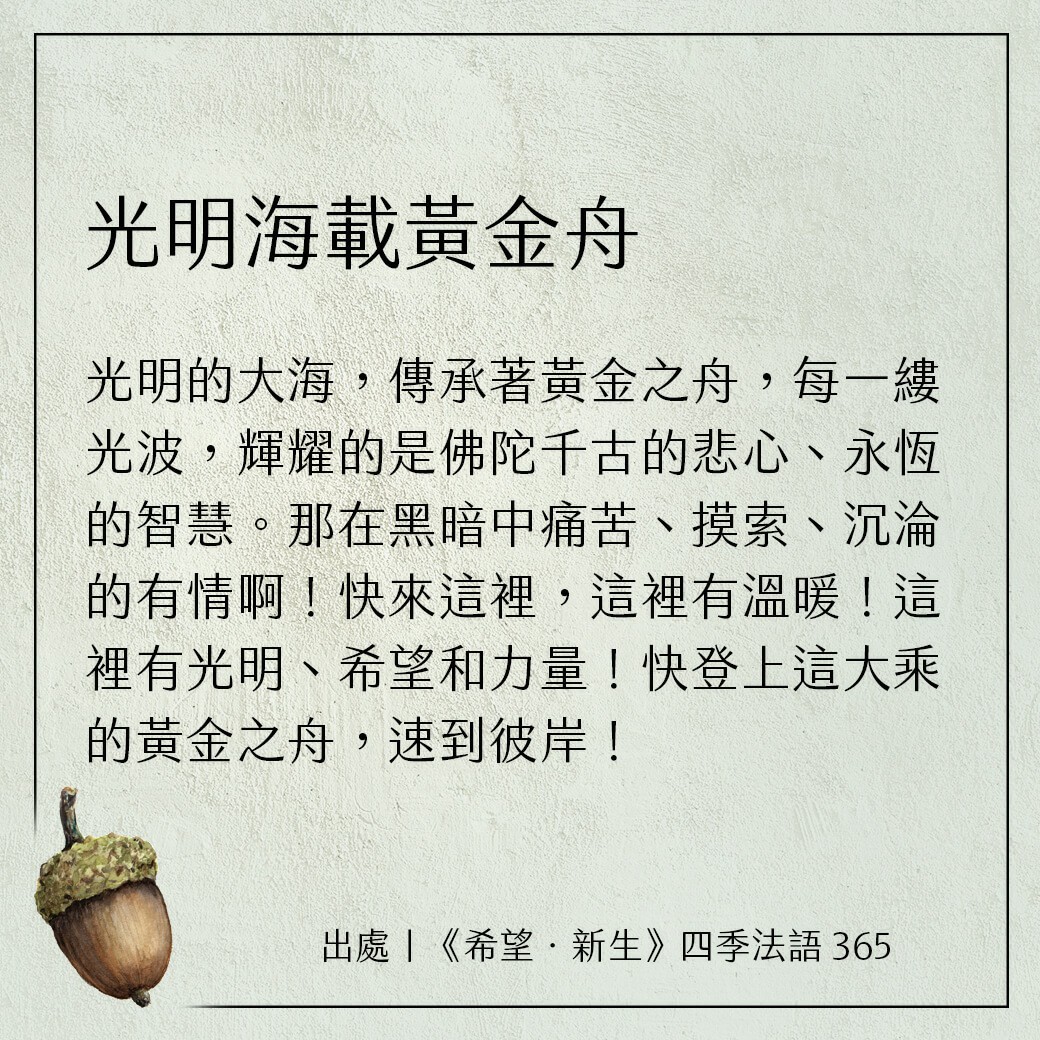 光明海載黃金舟
光明的大海，傳承著黃金之舟，每一縷
光波，輝耀的是佛陀千古的悲心、永恆
的智慧。那在黑暗中痛苦、摸索、沉淪
的有情啊！快來這裡，這裡有溫暖！這
裡有光明、希望和力量！快登上這大乘
的黃金之舟，速到彼岸！
出處 | 《希望．新生》四季法語 365